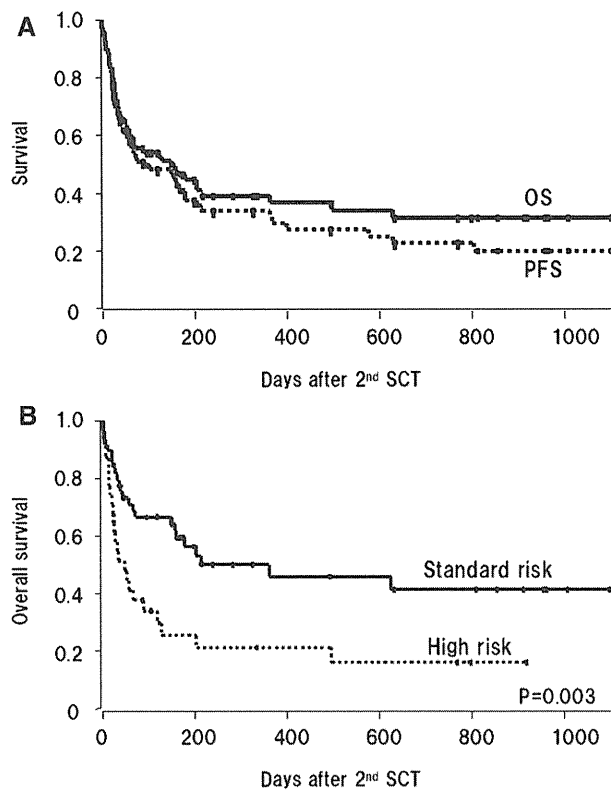 A
1.0
0.8
0.6
0.4
0.2
0
Survival
OS
PFS
0 200 400 600 800 1000
Days after 2nd SCT
B
1.0
0.8
0.6
0.4
0.2
0
Overall survival
Standard risk
High risk
P=0.003
0 200 400 600 800 1000
Days after 2nd SCT